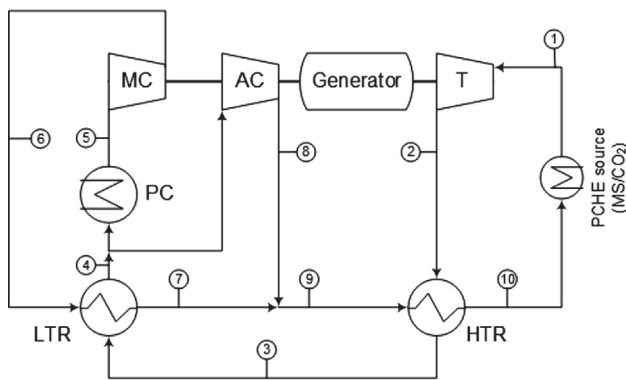 1
MC
AC
Generator
T
6
5
8
2
PCHE source
(MS/CO₂)
PC
4
7
9
10
LTR
HTR
3